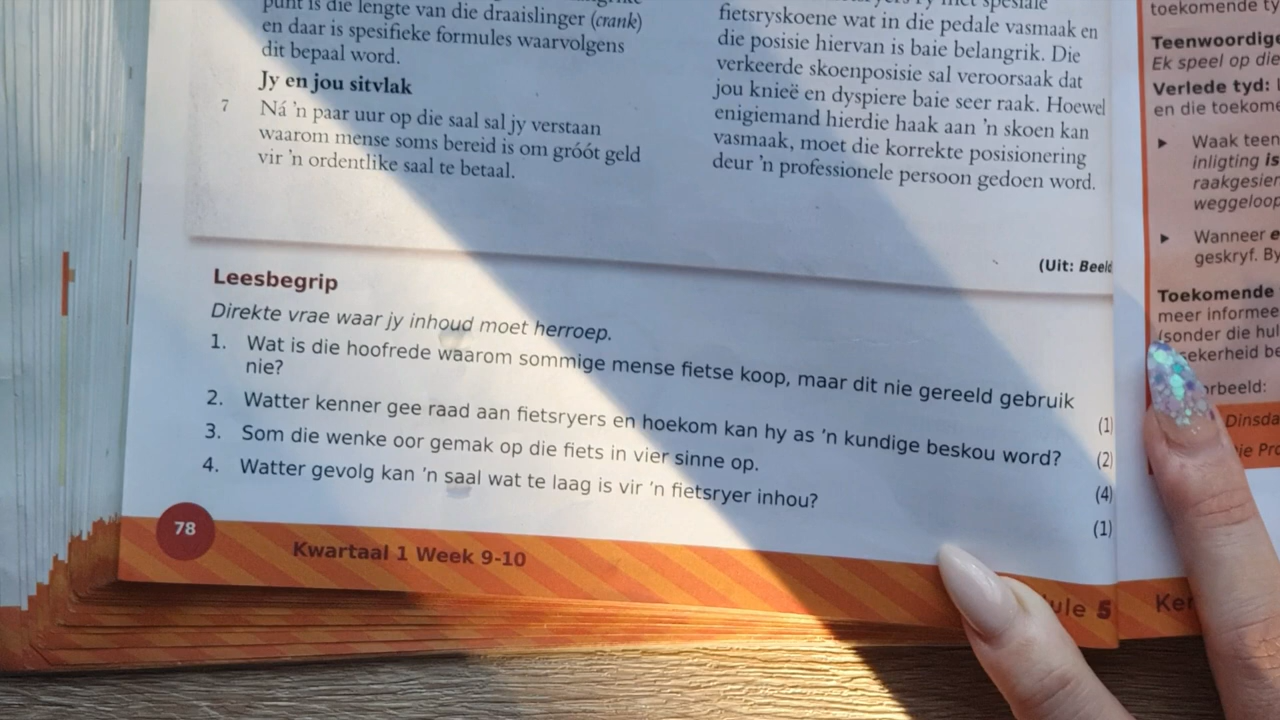 punt is die lengte van die draaislinger (crank)
en daar is spesifieke formules waarvolgens
dit bepaal word.
Jy en jou sitvlak
7 Ná 'n paar uur op die saal sal jy verstaan
waarom mense soms bereid is om gróót geld
vir 'n ordentlike saal te betaal.
spesiale
fietsryskoene wat in die pedale vasmaak en
die posisie hiervan is baie belangrik. Die
verkeerde skoenposisie sal veroorsaak dat
jou knieë en dyspiere baie seer raak. Hoewel
enigiemand hierdie haak aan 'n skoen kan
vasmaak, moet die korrekte posisionering
deur 'n professionele persoon gedoen word.
(Uit: Beeld
Leesbegrip
Direkte vrae waar jy inhoud moet herroep.
1. Wat is die hoofrede waarom sommige mense fietse koop, maar dit nie gereeld gebruik
nie? (1)
2. Watter kenner gee raad aan fietsryers en hoekom kan hy as 'n kundige beskou word? (2)
3. Som die wenke oor gemak op die fiets in vier sinne op. (4)
4. Watter gevolg kan 'n saal wat te laag is vir 'n fietsryer inhou? (1)
78 Kwartaal 1 Week 9-10
ule 5
toekomende ty
Teenwoordige
Ek speel op die
Verlede tyd:
en die toekome
▸ Waak teen
inligting is
raakgesien
weggeloop
▸ Wanneer e
geskryf. By
Toekomende
meer informee
(sonder die hul
sekerheid be
orbeeld:
Dinsda
ie Pro
Ker